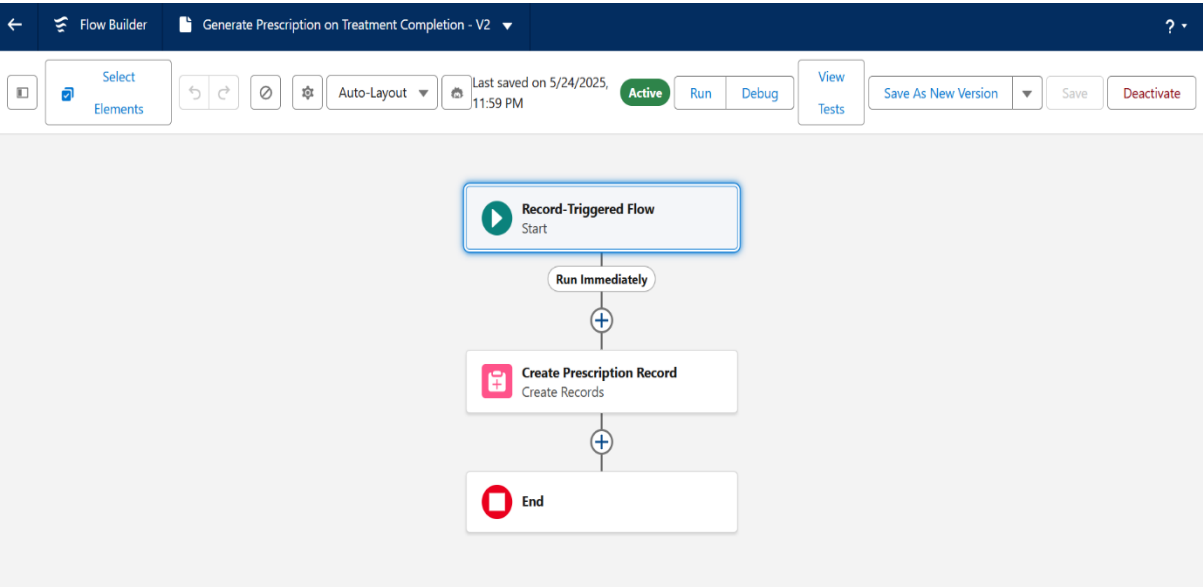 Flow Builder
Generate Prescription on Treatment Completion - V2
?
Select
Elements
Auto-Layout
Last saved on 5/24/2025,
11:59 PM
Active
Run
Debug
View
Tests
Save As New Version
Save
Deactivate
Record-Triggered Flow
Start
Run Immediately
Create Prescription Record
Create Records
End